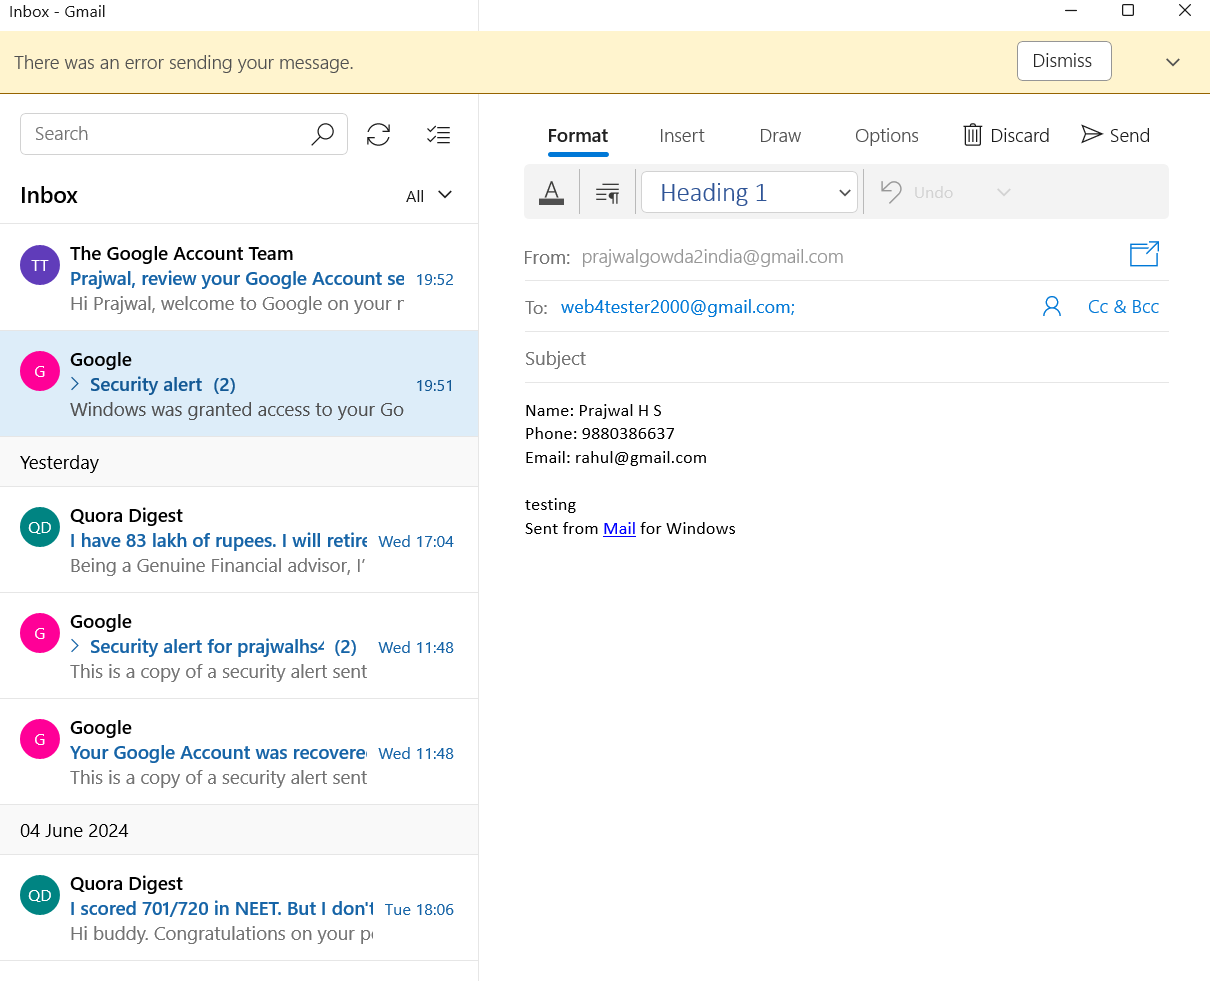 Inbox - Gmail
There was an error sending your message.
Dismiss
Search
Inbox
All
TT
The Google Account Team
Prajwal, review your Google Account se
19:52
Hi Prajwal, welcome to Google on your r
G
Google
Security alert (2)
19:51
Windows was granted access to your Go
Yesterday
QD
Quora Digest
I have 83 lakh of rupees. I will retire
Wed 17:04
Being a Genuine Financial advisor, I'
G
Google
Security alert for prajwalhs4 (2)
Wed 11:48
This is a copy of a security alert sent
G
Google
Your Google Account was recovered
Wed 11:48
This is a copy of a security alert sent
04 June 2024
QD
Quora Digest
I scored 701/720 in NEET. But I don't
Tue 18:06
Hi buddy. Congratulations on your pe
Format
Insert
Draw
Options
Discard
Send
A
Heading 1
Undo
From: prajwalgowda2india@gmail.com
To: web4tester2000@gmail.com;
Cc & Bcc
Subject
Name: Prajwal H S
Phone: 9880386637
Email: rahul@gmail.com
testing
Sent from Mail for Windows